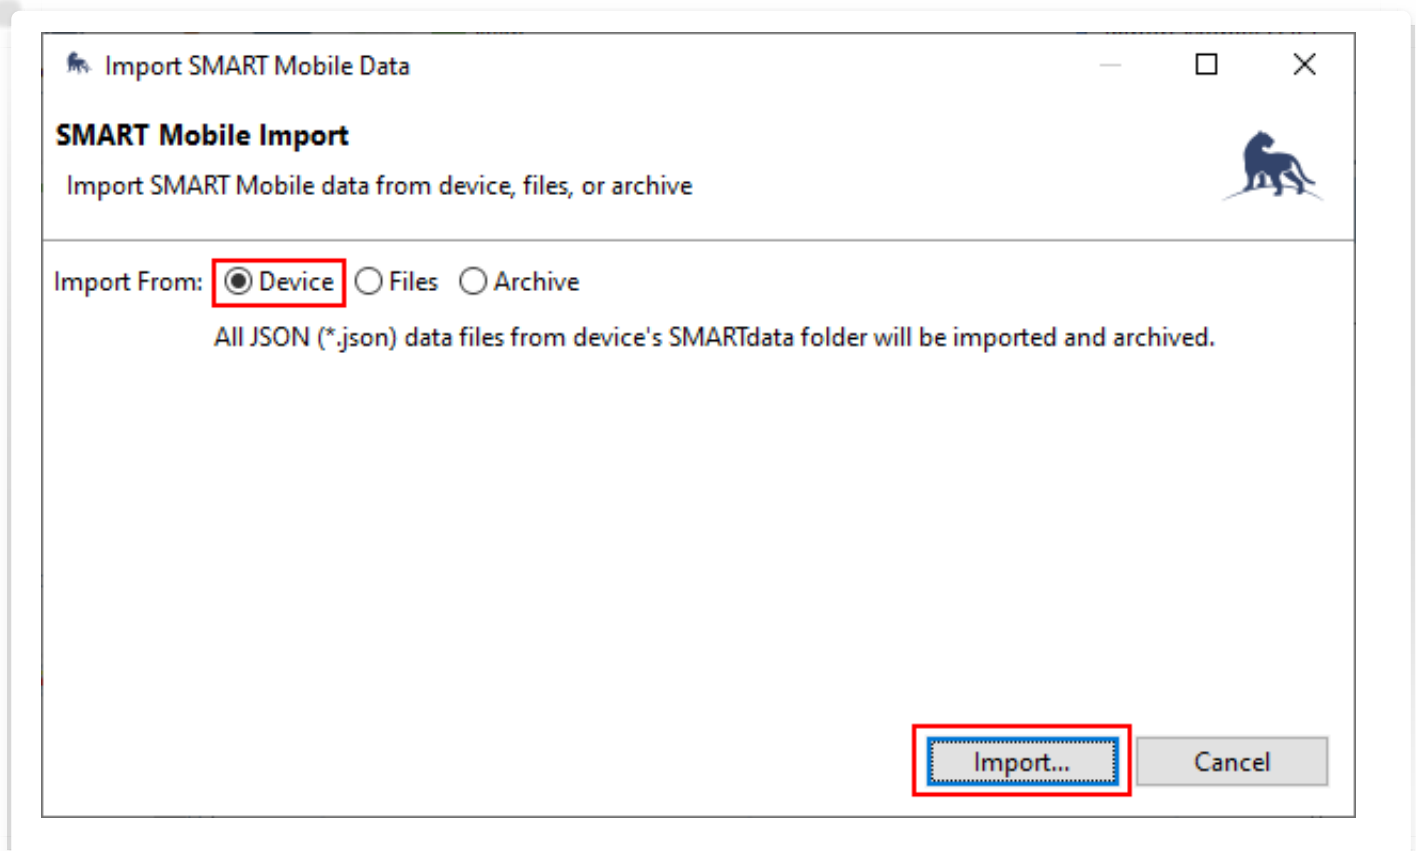 Import SMART Mobile Data
SMART Mobile Import
Import SMART Mobile data from device, files, or archive
Import From: Device Files Archive
All JSON (*.json) data files from device's SMARTdata folder will be imported and archived.
Import... Cancel